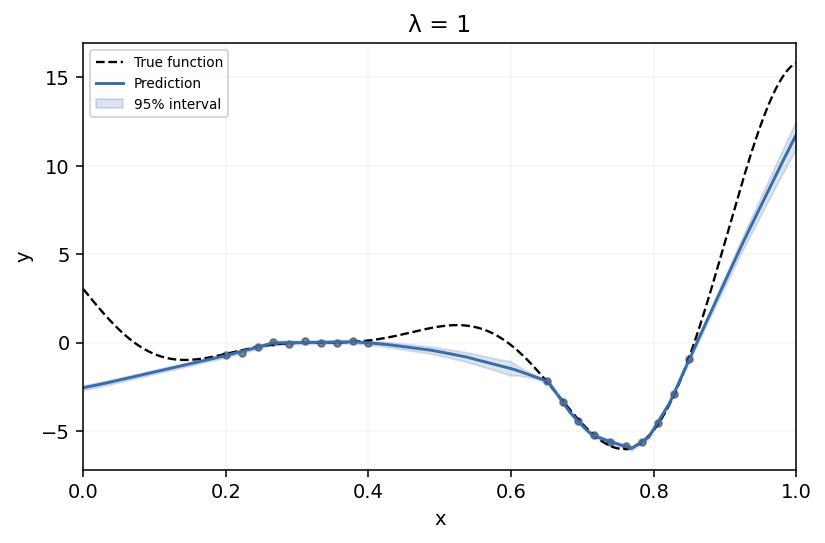 λ = 1
True function
Prediction
95% interval
15
10
5
0
−5
y
0.0 0.2 0.4 0.6 0.8 1.0
x